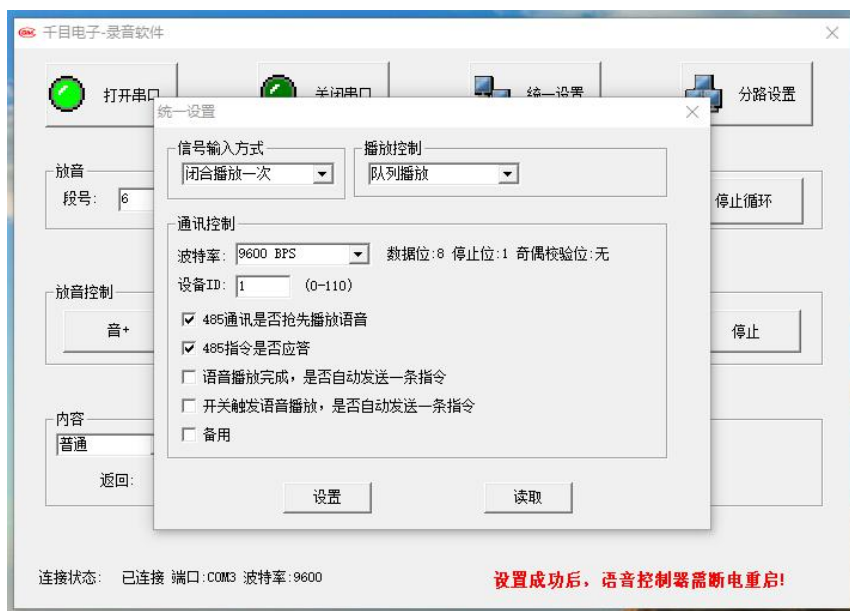 千目电子-录音软件
打开串口 关闭串口 统一设置 分路设置
统一设置
放音
段号: 6
停止循环
信号输入方式
闭合播放一次
播放控制
队列播放
通讯控制
波特率: 9600 BPS 数据位:8 停止位:1 奇偶校验位:无
设备ID: 1 (0-110)
485通讯是否抢先播放语音
485指令是否应答
语音播放完成，是否自动发送一条指令
开关触发语音播放，是否自动发送一条指令
备用
设置 读取
放音控制
音+
停止
内容
普通
返回:
连接状态: 已连接 端口:COM3 波特率:9600
设置成功后，语音控制器需断电重启!